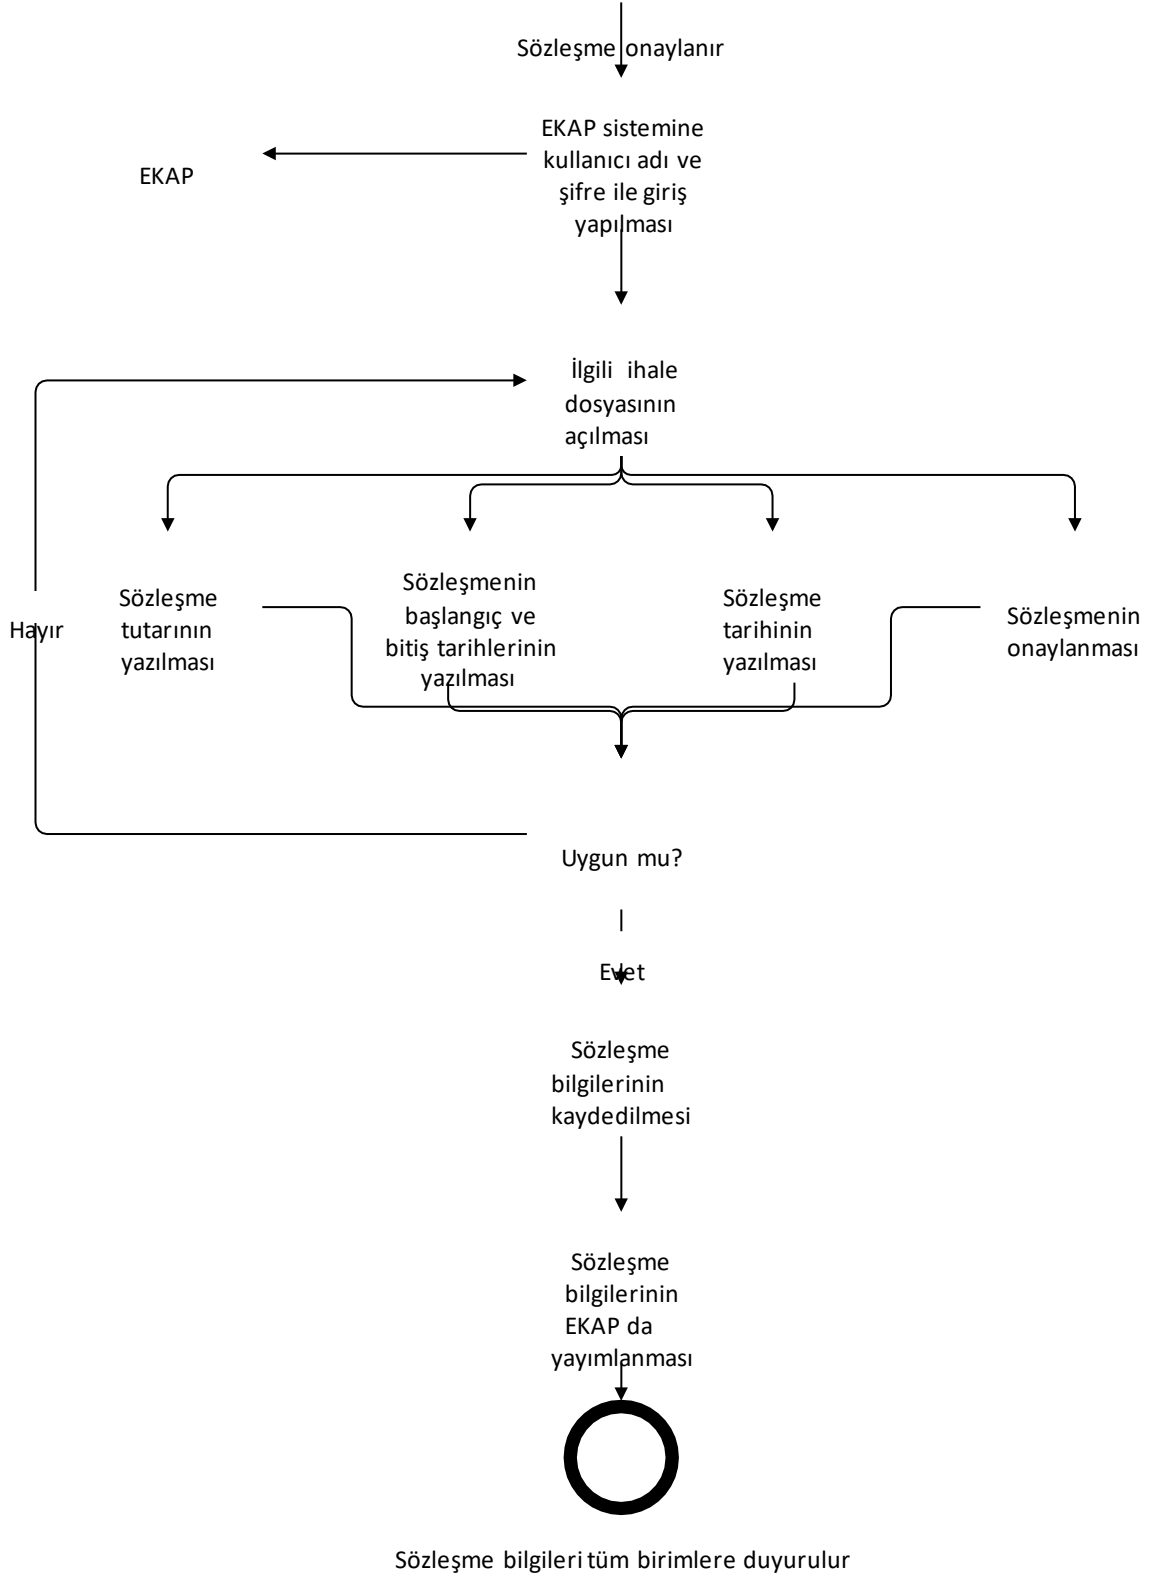 Sözleşme onaylanır
EKAP sistemine
kullanıcı adı ve
şifre ile giriş
yapılması
EKAP
İlgili ihale
dosyasının
açılması
Hayır
Sözleşme
tutarının
yazılması
Sözleşmenin
başlangıç ve
bitiş tarihlerinin
yazılması
Sözleşme
tarihinin
yazılması
Sözleşmenin
onaylanması
Uygun mu?
Evet
Sözleşme
bilgilerinin
kaydedilmesi
Sözleşme
bilgilerinin
EKAP da
yayımlanması
Sözleşme bilgileri tüm birimlere duyurulur